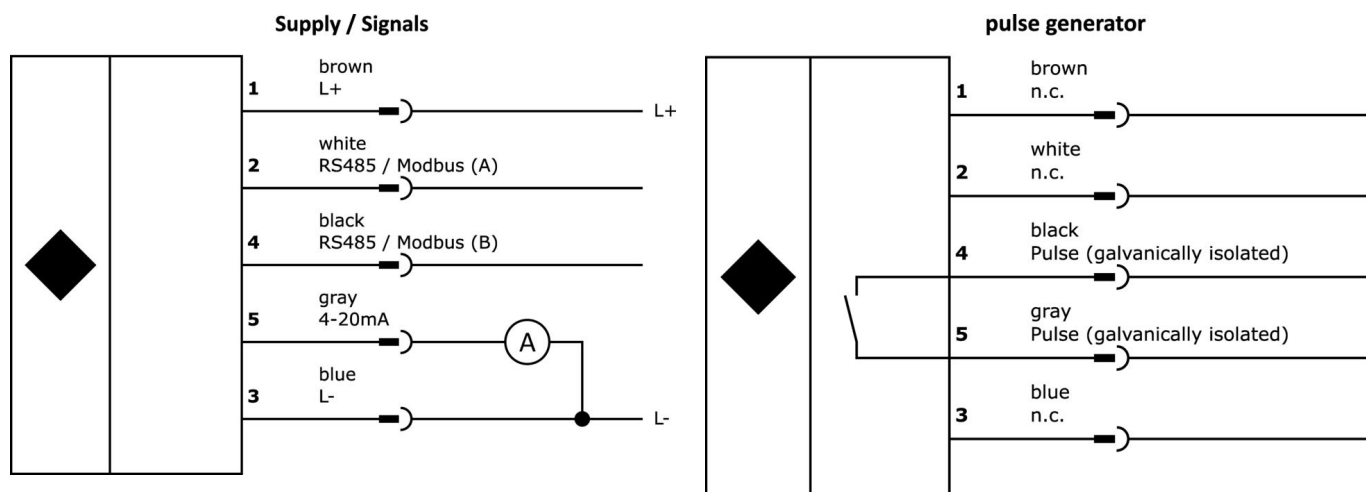 Supply / Signals
brown
1 L+
L+
white
2 RS485 / Modbus (A)
black
4 RS485 / Modbus (B)
gray
5 4-20mA
A
blue
3 L-
L-
pulse generator
brown
1 n.c.
white
2 n.c.
black
4 Pulse (galvanically isolated)
gray
5 Pulse (galvanically isolated)
blue
3 n.c.